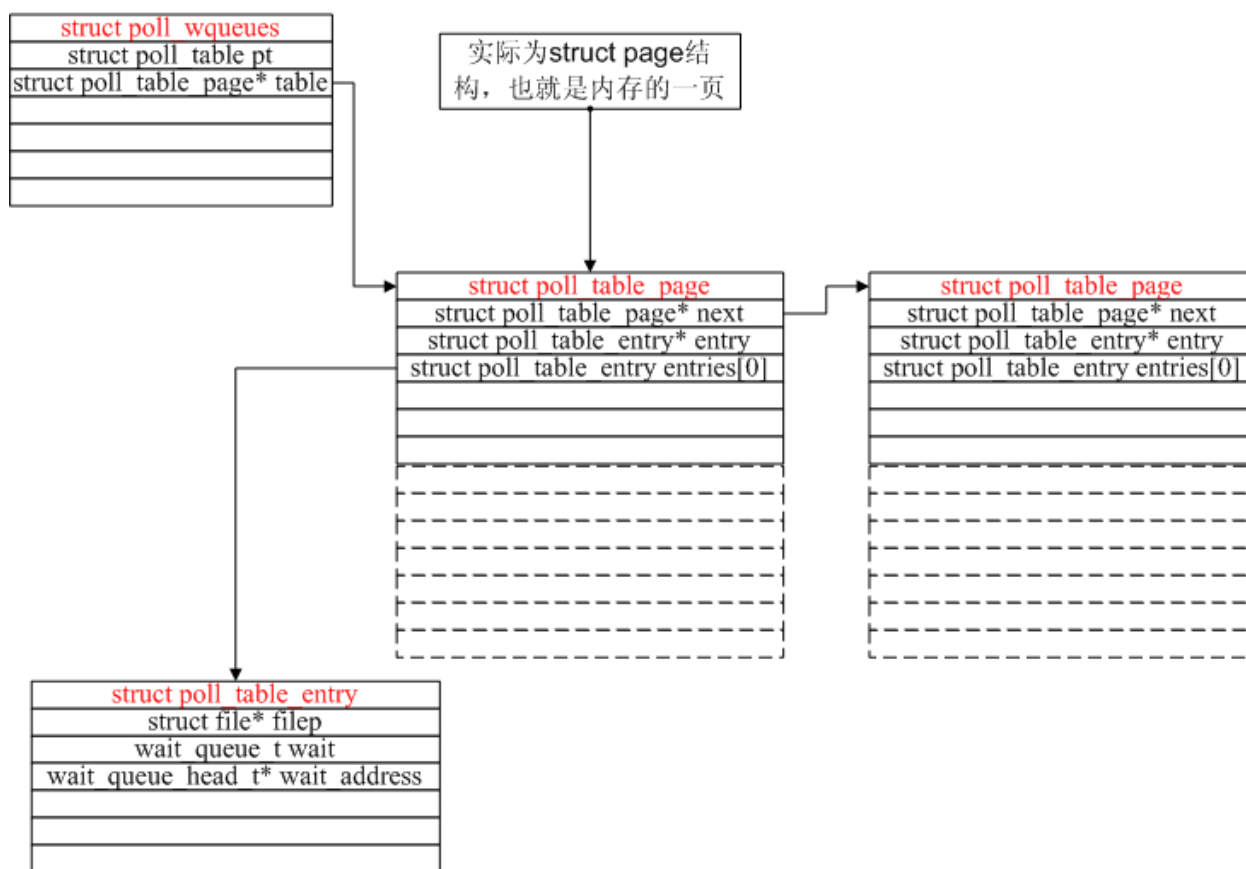 struct poll_wqueues
struct poll_table pt
struct poll_table_page* table
实际为struct page结
构，也就是内存的一页
struct poll_table_page
struct poll_table_page* next
struct poll_table_entry* entry
struct poll_table_entry entries[0]
struct poll_table_page
struct poll_table_page* next
struct poll_table_entry* entry
struct poll_table_entry entries[0]
struct poll_table_entry
struct file* filep
wait_queue_t wait
wait_queue_head_t* wait_address